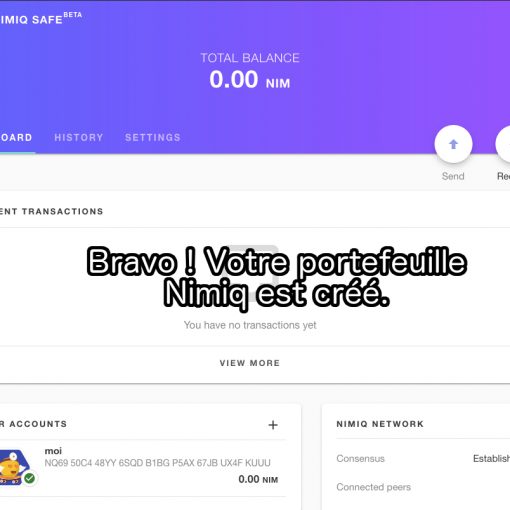 IMIQ SAFE BETA
TOTAL BALANCE
0.00 NIM
OARD HISTORY SETTINGS
Send Re
ENT TRANSACTIONS
Bravo ! Votre portefeuille
Nimiq est créé.
You have no transactions yet
VIEW MORE
R ACCOUNTS +
moi
NQ69 50C4 48YY 6SQD B1BG P5AX 67JB UX4F KUUU
0.00 NIM
NIMIQ NETWORK
Consensus Establish
Connected peers